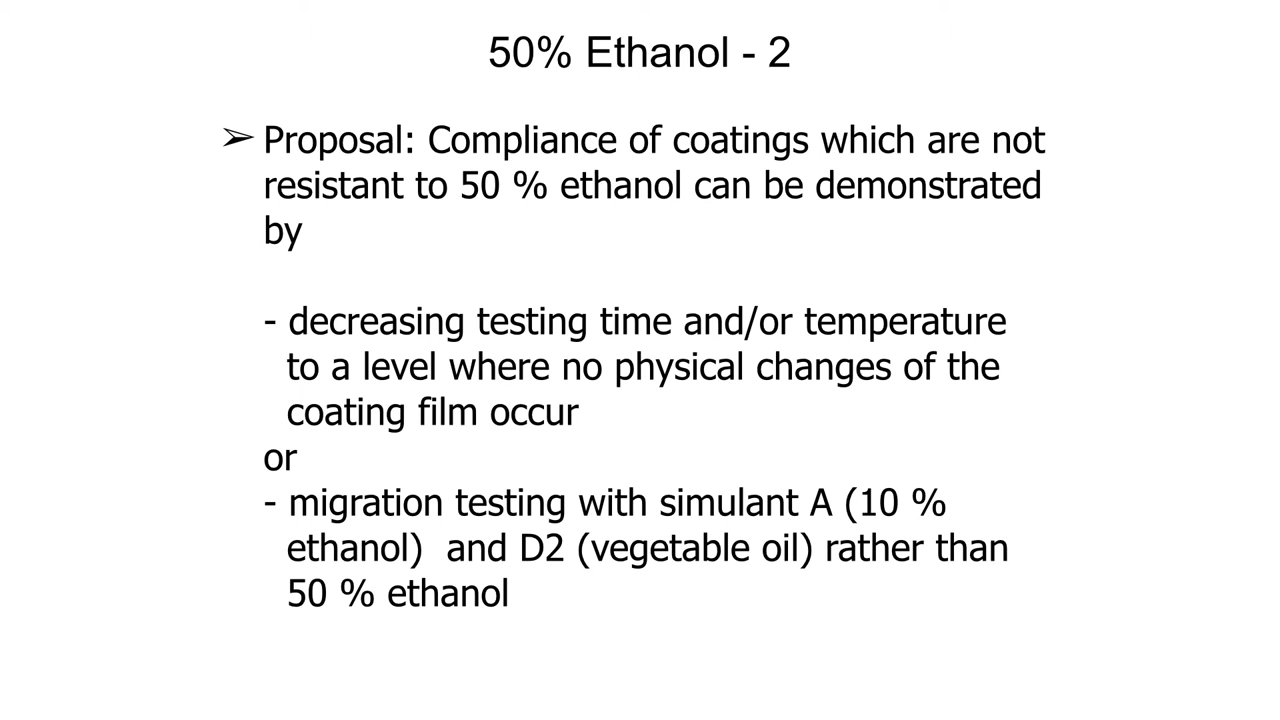 50% Ethanol - 2
➢ Proposal: Compliance of coatings which are not
resistant to 50 % ethanol can be demonstrated
by
- decreasing testing time and/or temperature
to a level where no physical changes of the
coating film occur
or
- migration testing with simulant A (10 %
ethanol)  and D2 (vegetable oil) rather than
50 % ethanol